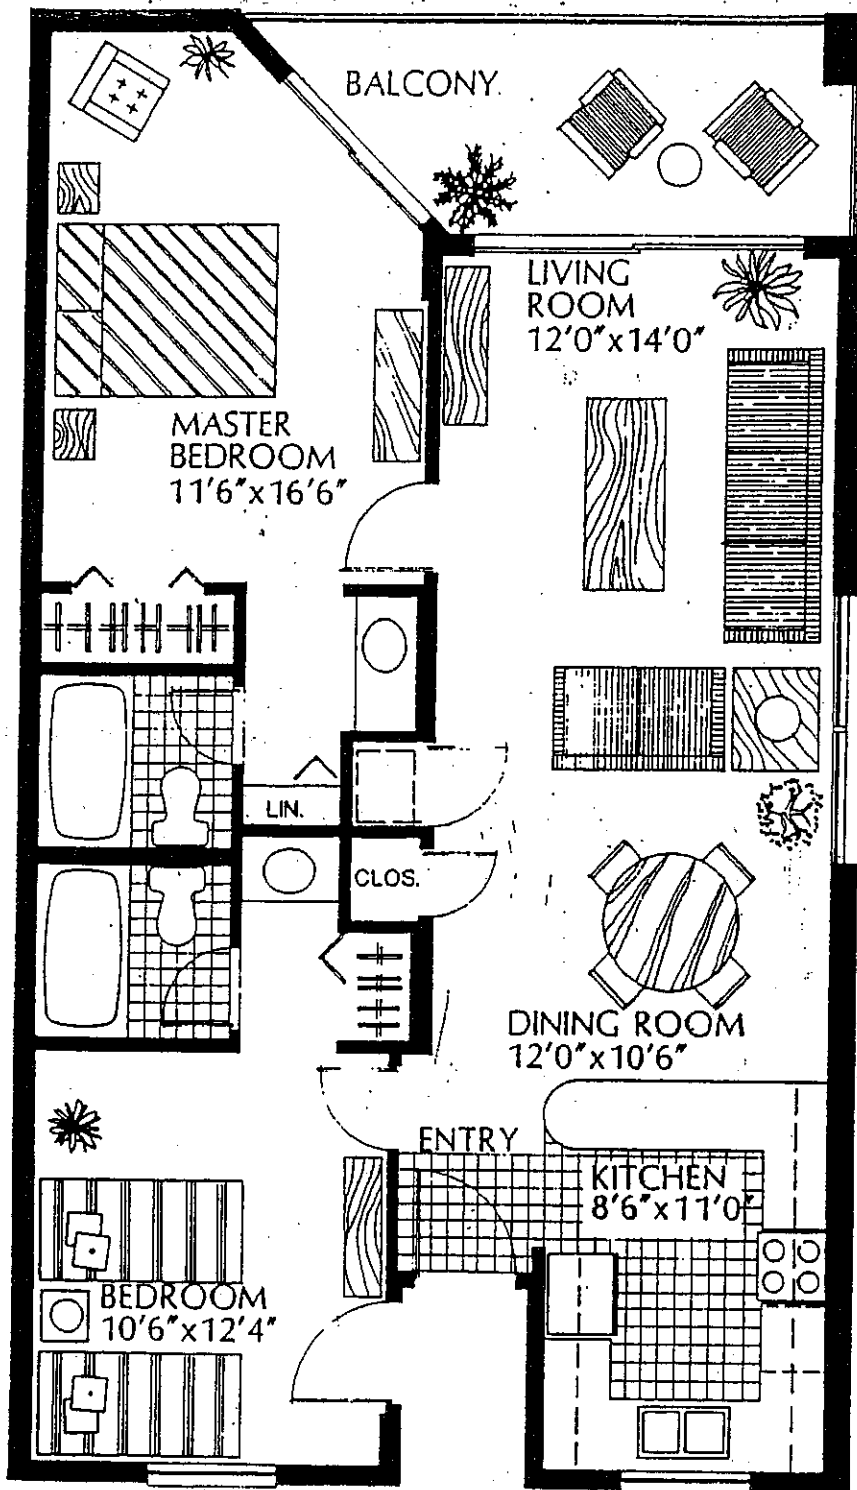 BALCONY
LIVING
ROOM
12'0"x14'0"
MASTER
BEDROOM
11'6"x16'6"
LIN.
CLOS.
DINING ROOM
12'0"x10'6"
ENTRY
KITCHEN
8'6"x11'0"
BEDROOM
10'6"x12'4"